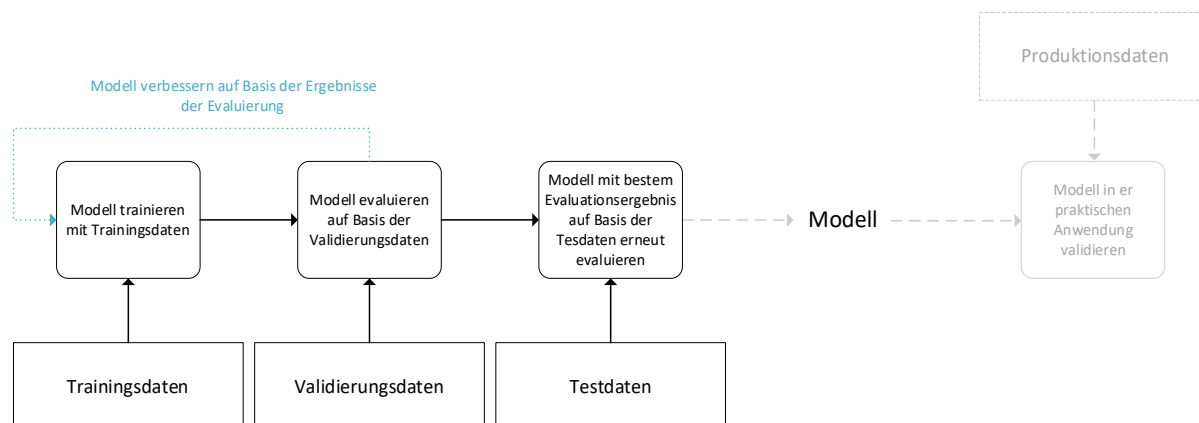 Produktionsdaten
Modell verbessern auf Basis der Ergebnisse
der Evaluierung
Modell trainieren
mit Trainingsdaten
Modell evaluieren
auf Basis der
Validierungsdaten
Modell mit bestem
Evaluationsergebnis
auf Basis der
Tesdaten erneut
evaluieren
Modell
Modell in er
praktischen
Anwendung
validieren
Trainingsdaten
Validierungsdaten
Testdaten